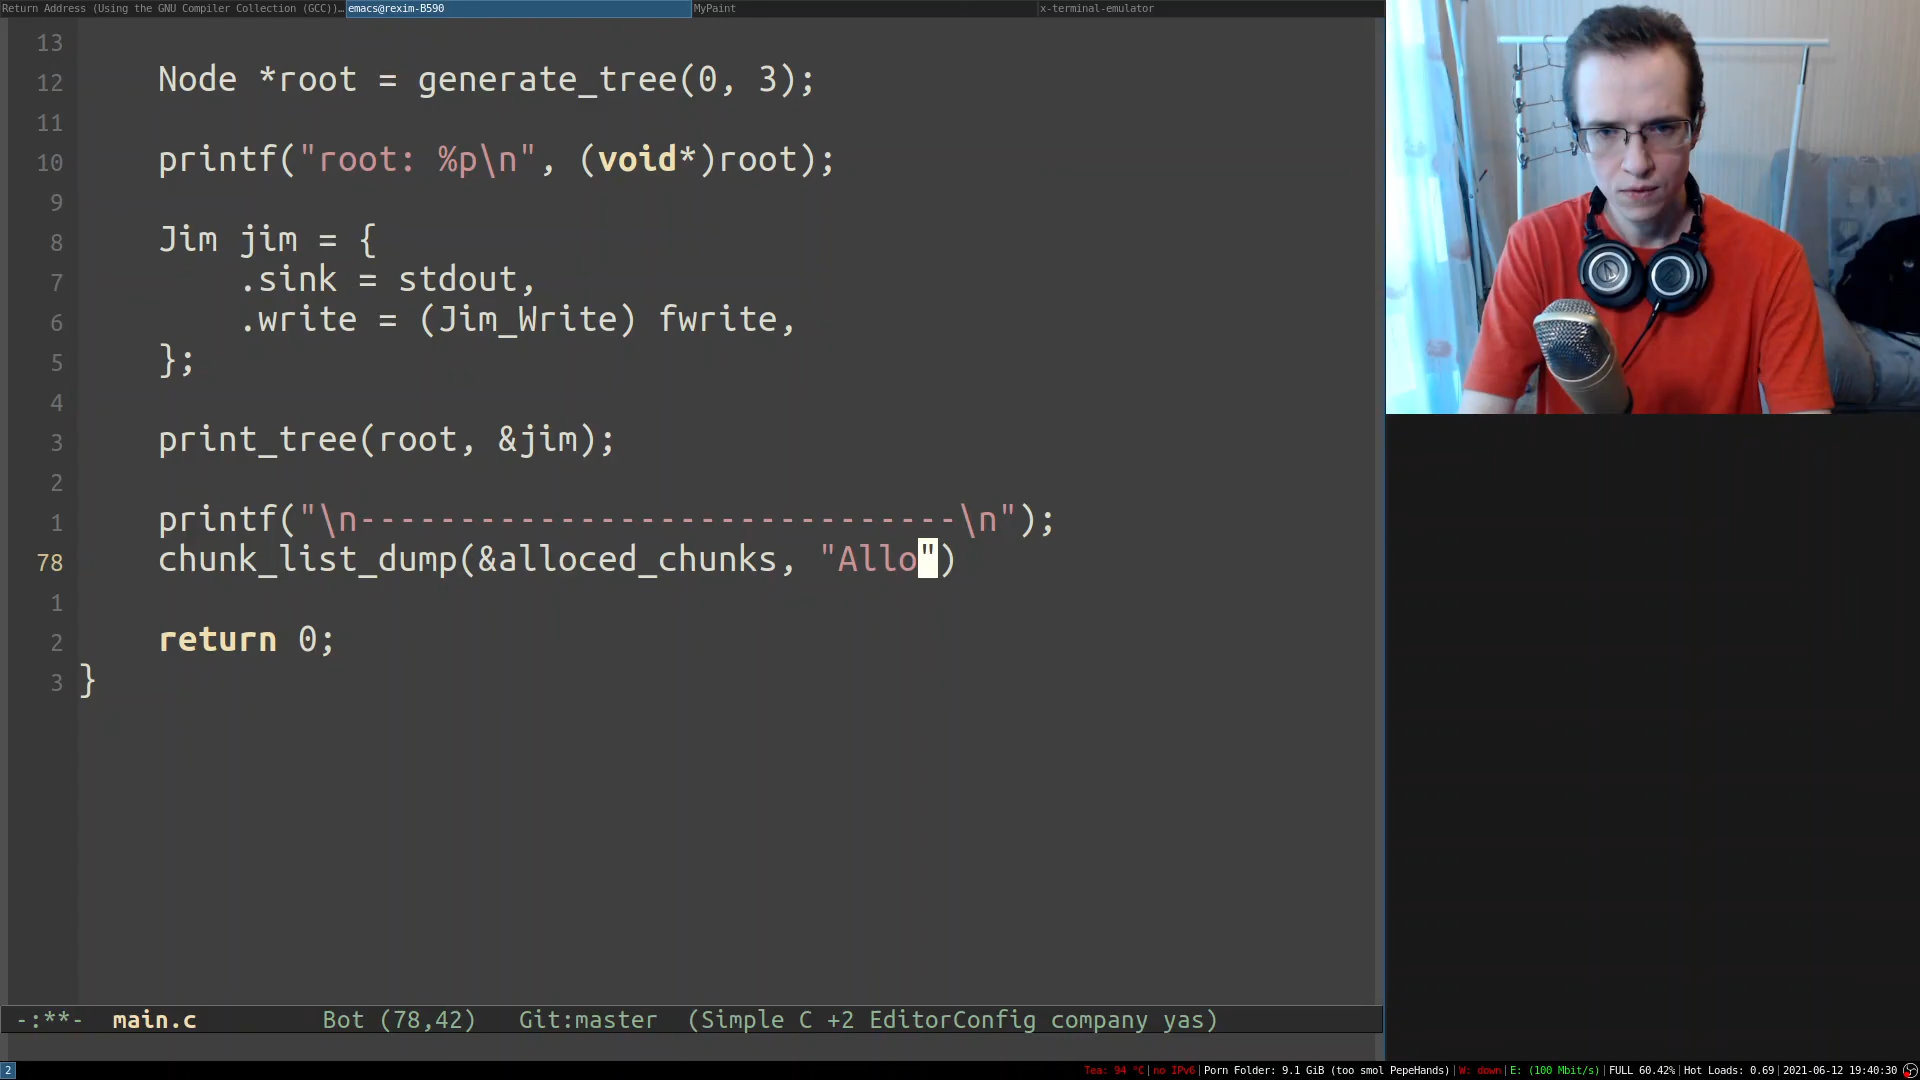 Return Address (Using the GNU Compiler Collection (GCC))… emacs@rexim-B590 MyPaint x-terminal-emulator
13
12 Node *root = generate_tree(0, 3);
11
10 printf("root: %p\n", (void*)root);
9
8 Jim jim = {
7 .sink = stdout,
6 .write = (Jim_Write) fwrite,
5 };
4
3 print_tree(root, &jim);
2
1 printf("\n------------------------------\n");
78 chunk_list_dump(&alloced_chunks, "Allo")
1
2 return 0;
3 }
-:**- main.c Bot (78,42) Git:master (Simple C +2 EditorConfig company yas)
2 Tea: 94 °C|no IPv6|Porn Folder: 9.1 GiB (too smol PepeHands)|W: down|E: (100 Mbit/s)|FULL 60.42%|Hot Loads: 0.69|2021-06-12 19:40:30